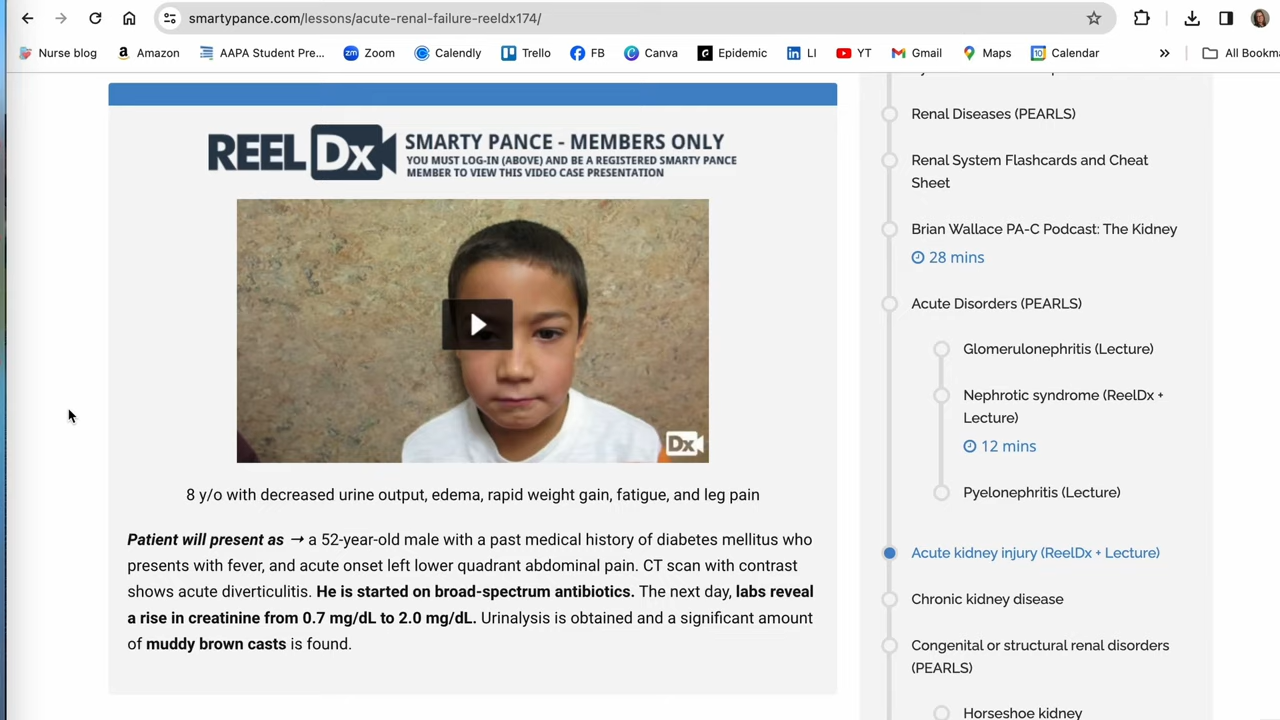 smartypance.com/lessons/acute-renal-failure-reeldx174/
Nurse blog
Amazon
AAPA Student Pre...
zm
Zoom
Calendly
Trello
FB
Canva
Epidemic
LI
YT
Gmail
Maps
10
Calendar
»
All Bookma
REEL Dx
SMARTY PANCE - MEMBERS ONLY
YOU MUST LOG-IN (ABOVE) AND BE A REGISTERED SMARTY PANCE
MEMBER TO VIEW THIS VIDEO CASE PRESENTATION
Dx
8 y/o with decreased urine output, edema, rapid weight gain, fatigue, and leg pain
Patient will present as → a 52-year-old male with a past medical history of diabetes mellitus who
presents with fever, and acute onset left lower quadrant abdominal pain. CT scan with contrast
shows acute diverticulitis. He is started on broad-spectrum antibiotics. The next day, labs reveal
a rise in creatinine from 0.7 mg/dL to 2.0 mg/dL. Urinalysis is obtained and a significant amount
of muddy brown casts is found.
Renal Diseases (PEARLS)
Renal System Flashcards and Cheat
Sheet
Brian Wallace PA-C Podcast: The Kidney
28 mins
Acute Disorders (PEARLS)
Glomerulonephritis (Lecture)
Nephrotic syndrome (ReelDx +
Lecture)
12 mins
Pyelonephritis (Lecture)
Acute kidney injury (ReelDx + Lecture)
Chronic kidney disease
Congenital or structural renal disorders
(PEARLS)
Horseshoe kidney